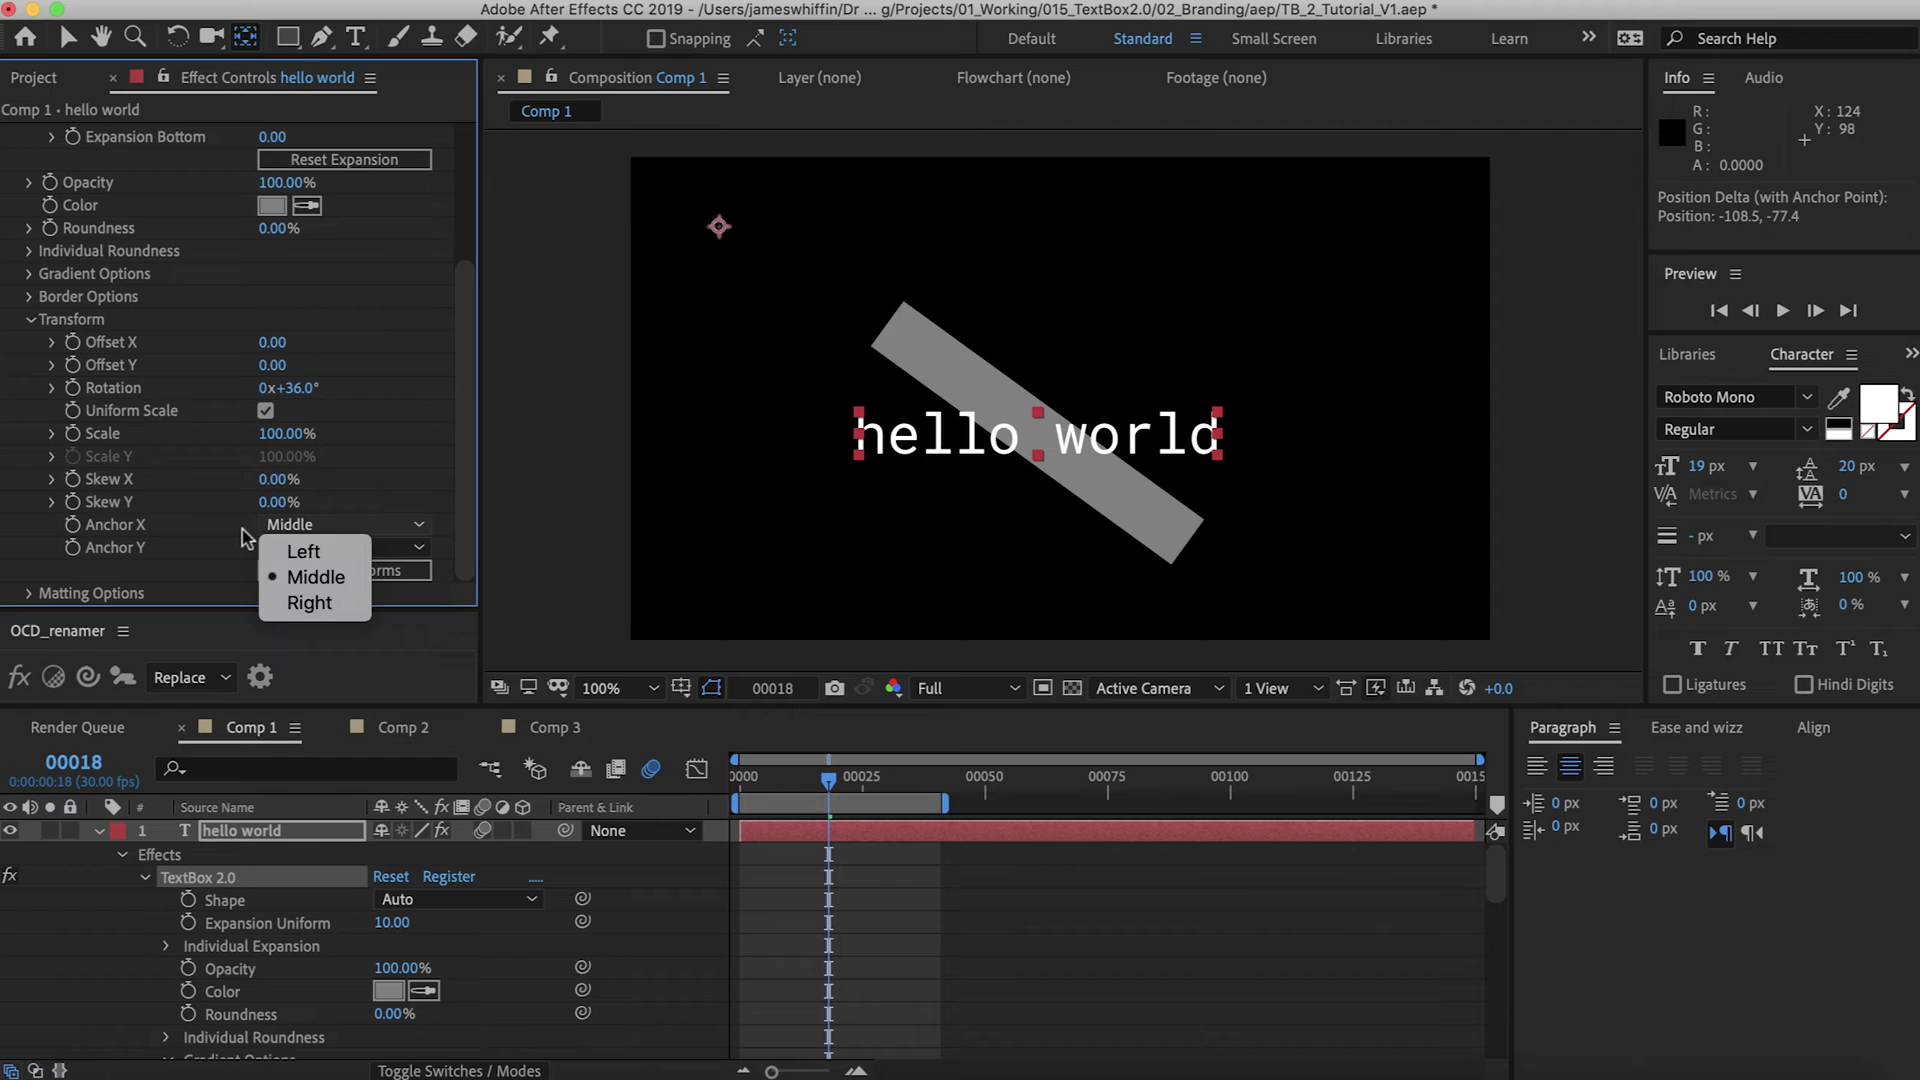 Adobe After Effects CC 2019 - /Users/jameswhiffin/Dr ... g/Projects/01_Working/015_TextBox2.0/02_Branding/aep/TB_2_Tutorial_V1.aep *
Snapping
Default
Standard
Small Screen
Libraries
Learn
Search Help
Project
Effect Controls hello world
Comp 1 • hello world
Expansion Bottom 0.00
Reset Expansion
Opacity 100.00%
Color
Roundness 0.00%
Individual Roundness
Gradient Options
Border Options
Transform
Offset X 0.00
Offset Y 0.00
Rotation 0x+36.0°
Uniform Scale
Scale 100.00%
Scale Y 100.00%
Skew X 0.00%
Skew Y 0.00%
Anchor X Middle
Anchor Y
Left
Middle
Right
orms
Matting Options
OCD_renamer
Replace
Composition Comp 1
Layer (none)
Flowchart (none)
Footage (none)
Comp 1
hello world
100%
00018
Full
Active Camera
1 View
+0.0
Info
Audio
R :
G :
B :
A : 0.0000
X : 124
Y : 98
Position Delta (with Anchor Point):
Position: -108.5, -77.4
Preview
Libraries
Character
Roboto Mono
Regular
19 px
20 px
Metrics
0
- px
100 %
100 %
0 px
0 %
Ligatures
Hindi Digits
Render Queue
Comp 1
Comp 2
Comp 3
00018
0:00:00:18 (30.00 fps)
0000
00025
00050
00075
00100
00125
0015
# Source Name
Parent & Link
1 T hello world
None
Effects
TextBox 2.0 Reset Register .....
Shape Auto
Expansion Uniform 10.00
Individual Expansion
Opacity 100.00%
Color
Roundness 0.00%
Individual Roundness
Gradient Options
Toggle Switches / Modes
Paragraph
Ease and wizz
Align
0 px
0 px
0 px
0 px
0 px